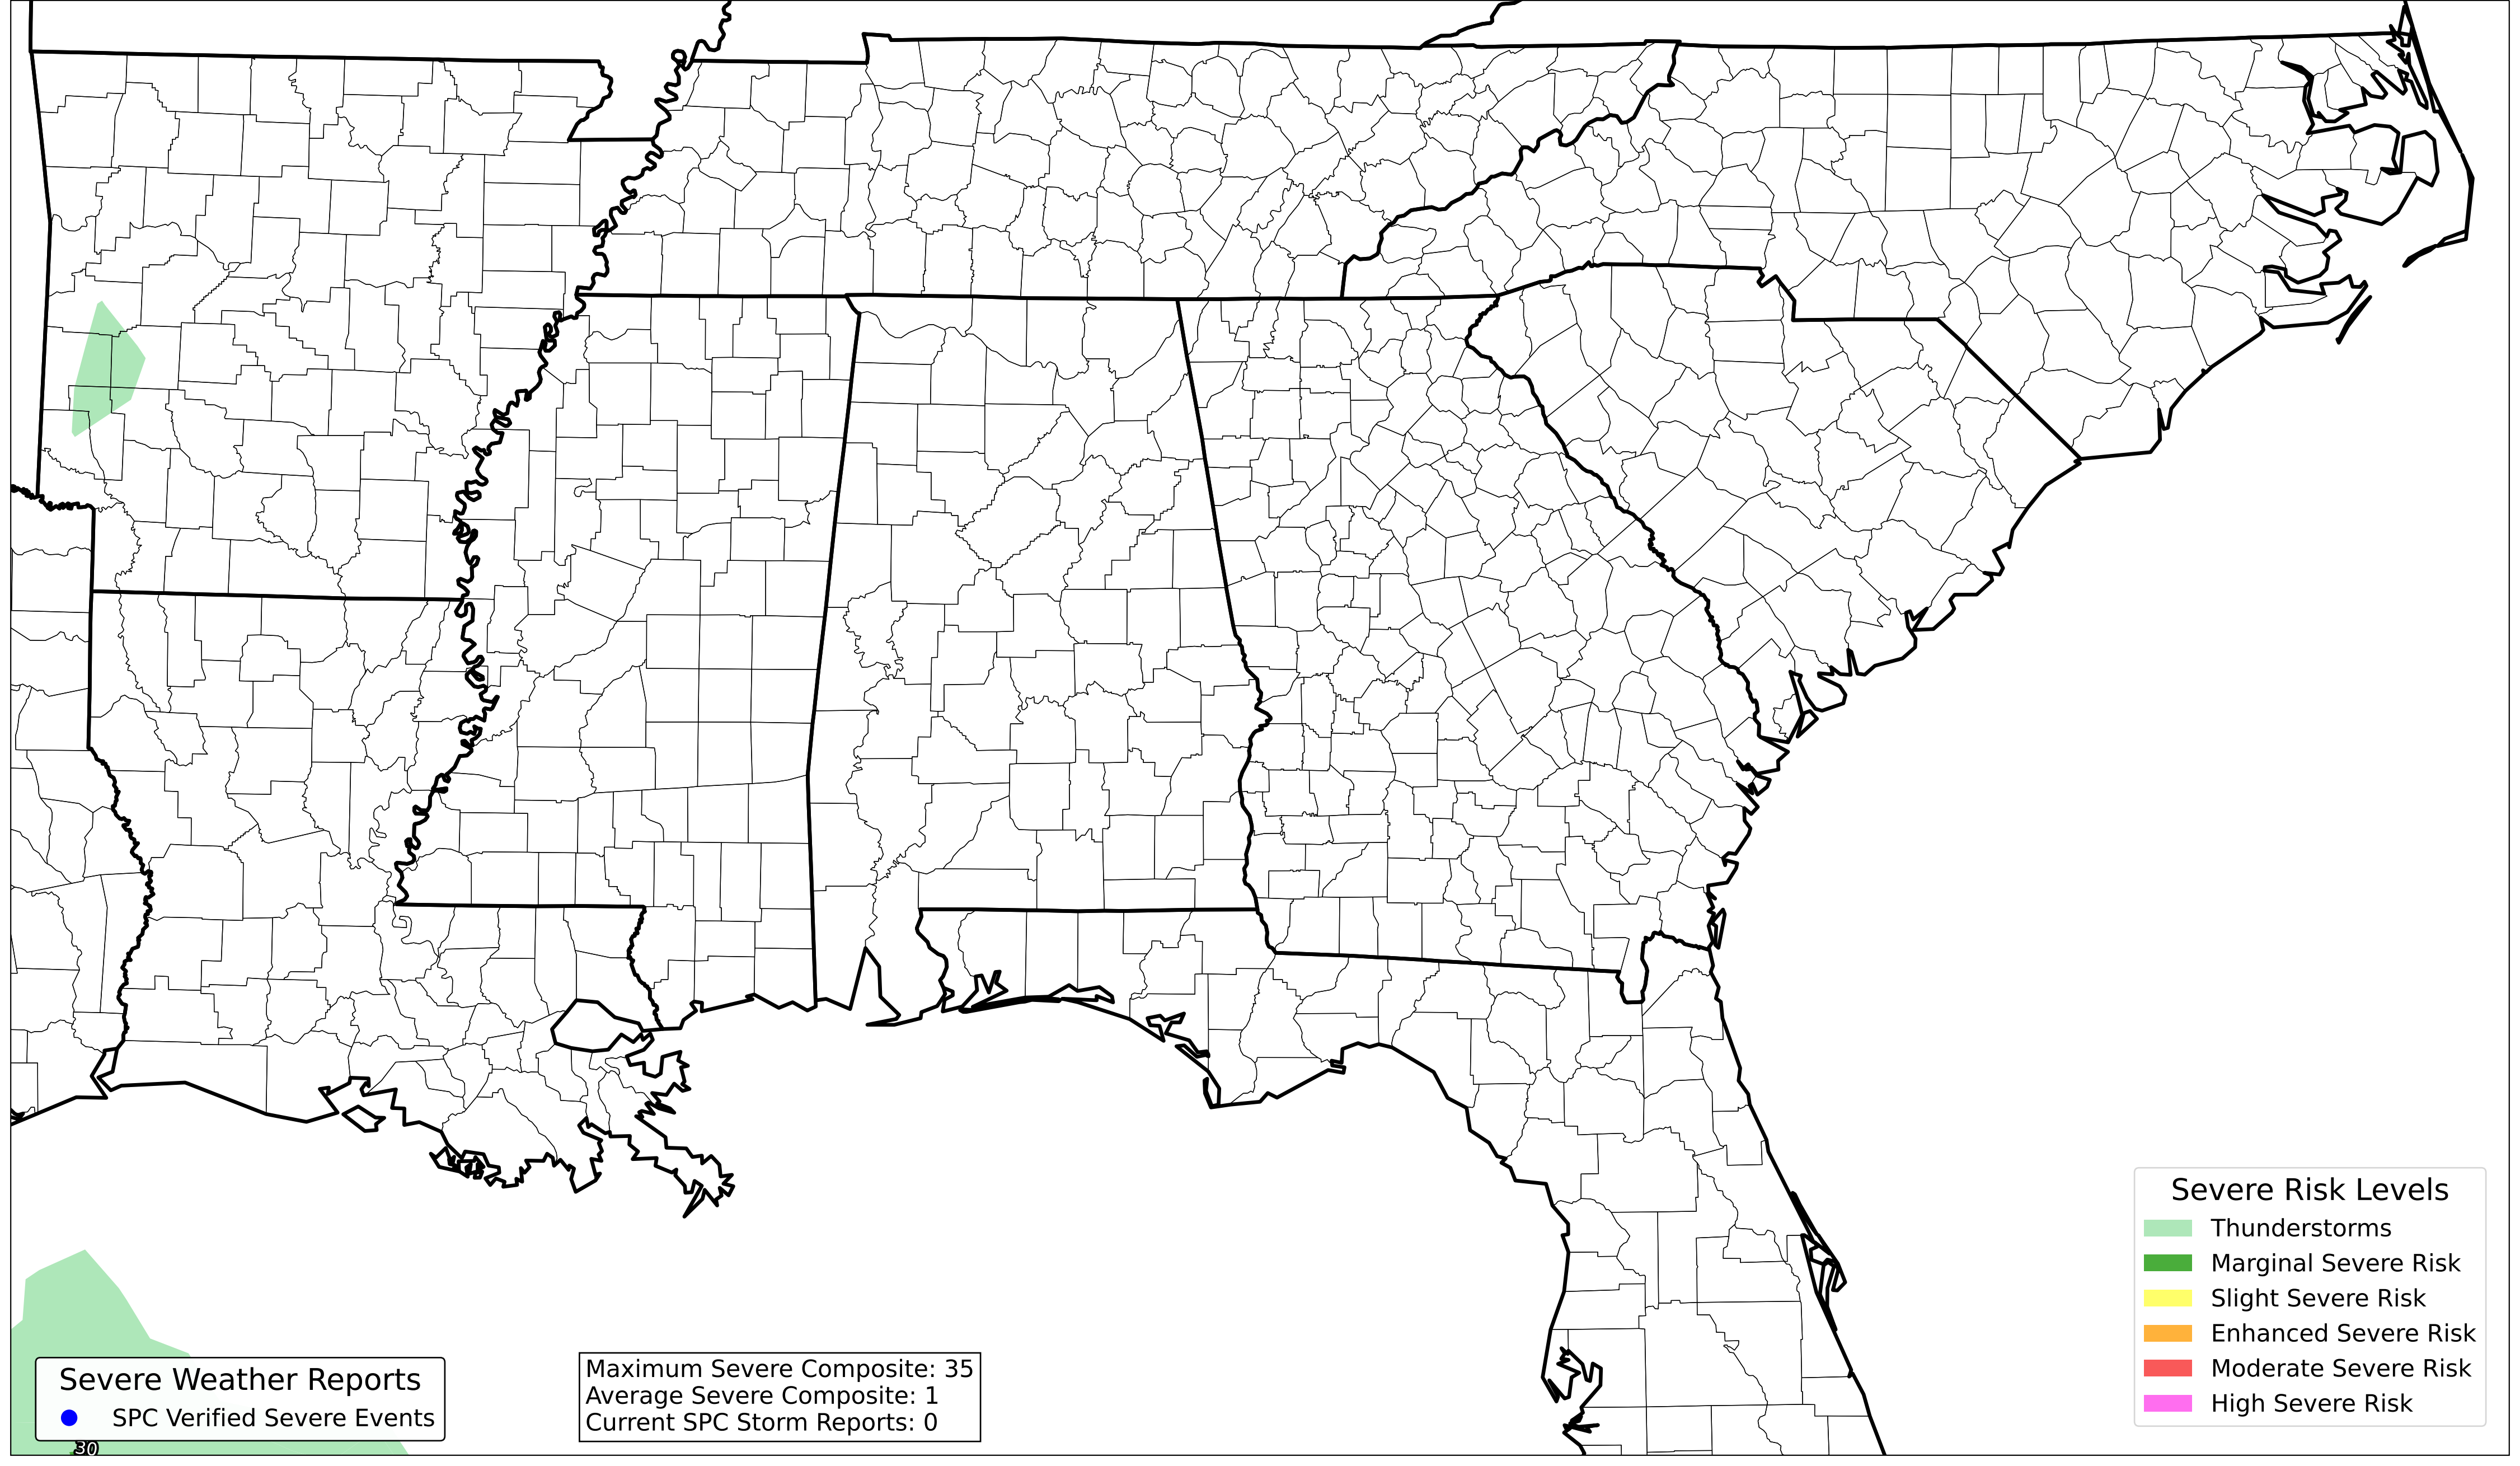 Severe Risk Levels
Thunderstorms
Marginal Severe Risk
Slight Severe Risk
Enhanced Severe Risk
Moderate Severe Risk
High Severe Risk
Severe Weather Reports
SPC Verified Severe Events
Maximum Severe Composite: 35
Average Severe Composite: 1
Current SPC Storm Reports: 0
30